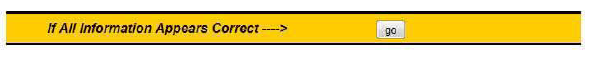 If All Information Appears Correct ----> go